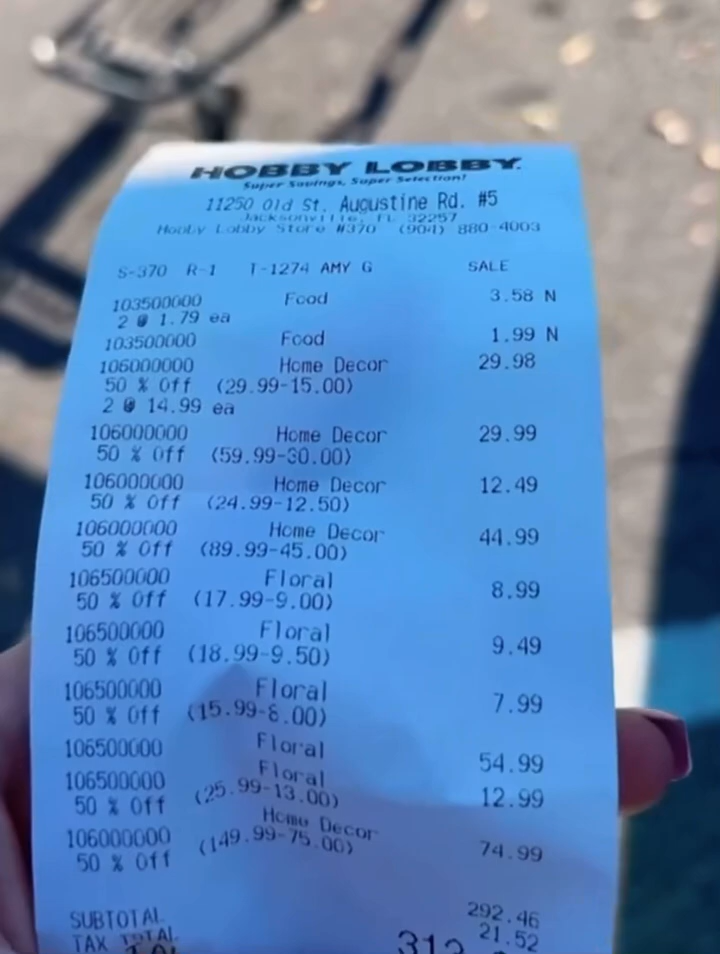 HOBBY LOBBY
Super Savings, Super Selection!
11250 Old St. Augustine Rd. #5
Jacksonville, FL 32257
Hobby Lobby Store #370 (904) 880-4003
S-370 R-1 T-1274 AMY G SALE
103500000 Food 3.58 N
2 @ 1.79 ea
103500000 Food 1.99 N
106000000 Home Decor 29.98
50 % Off (29.99-15.00)
2 @ 14.99 ea
106000000 Home Decor 29.99
50 % Off (59.99-30.00)
106000000 Home Decor 12.49
50 % Off (24.99-12.50)
106000000 Home Decor 44.99
50 % Off (89.99-45.00)
106500000 Floral 8.99
50 % Off (17.99-9.00)
106500000 Floral 9.49
50 % Off (18.99-9.50)
106500000 Floral 7.99
50 % Off (15.99-8.00)
106500000 Floral 54.99
106500000 Floral 12.99
50 % Off (25.99-13.00)
106000000 Home Decor 74.99
50 % Off (149.99-75.00)
SUBTOTAL 292.46
TAX TOTAL 21.52